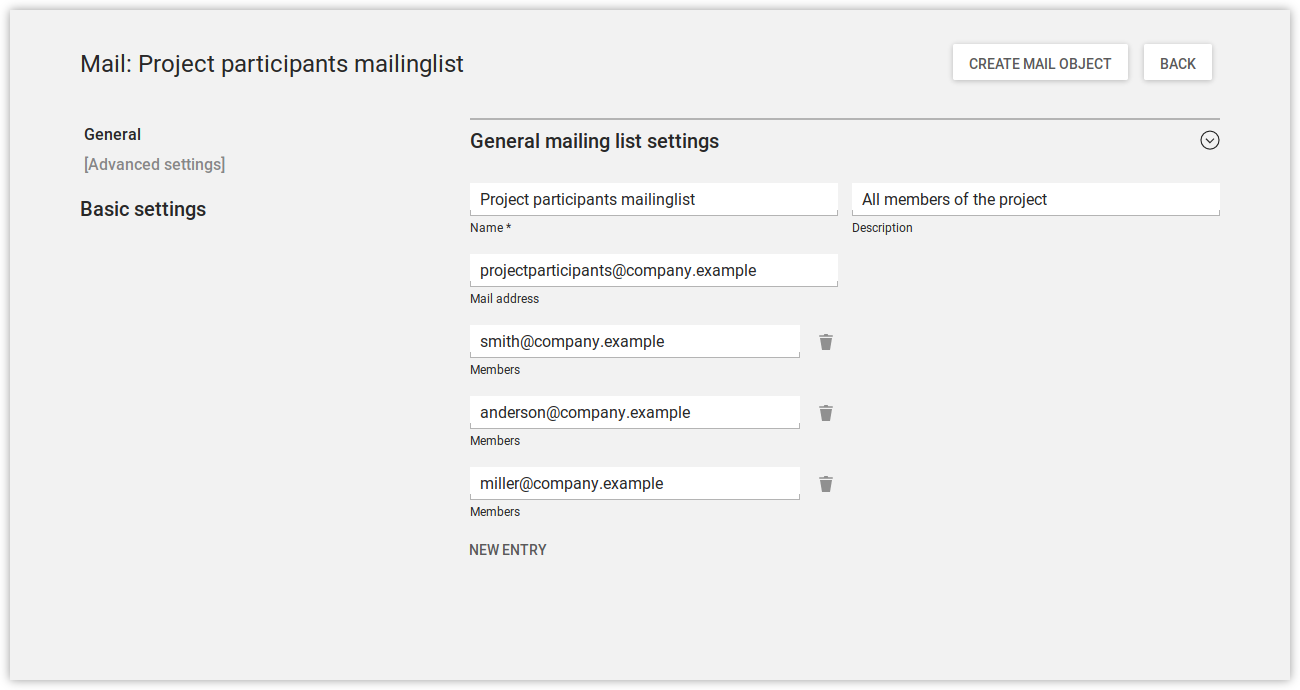 Mail: Project participants mailinglist
CREATE MAIL OBJECT
BACK
General
[Advanced settings]
Basic settings
General mailing list settings
Project participants mailinglist
All members of the project
Name *
Description
projectparticipants@company.example
Mail address
smith@company.example
Members
anderson@company.example
Members
miller@company.example
Members
NEW ENTRY